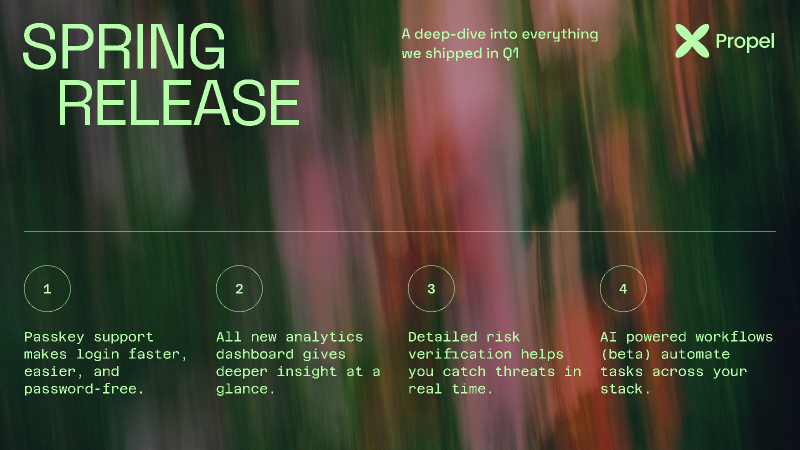 SPRING
RELEASE
A deep-dive into everything
we shipped in Q1
Propel
1
Passkey support
makes login faster,
easier, and
password-free.
2
All new analytics
dashboard gives
deeper insight at a
glance.
3
Detailed risk
verification helps
you catch threats in
real time.
4
AI powered workflows
(beta) automate
tasks across your
stack.